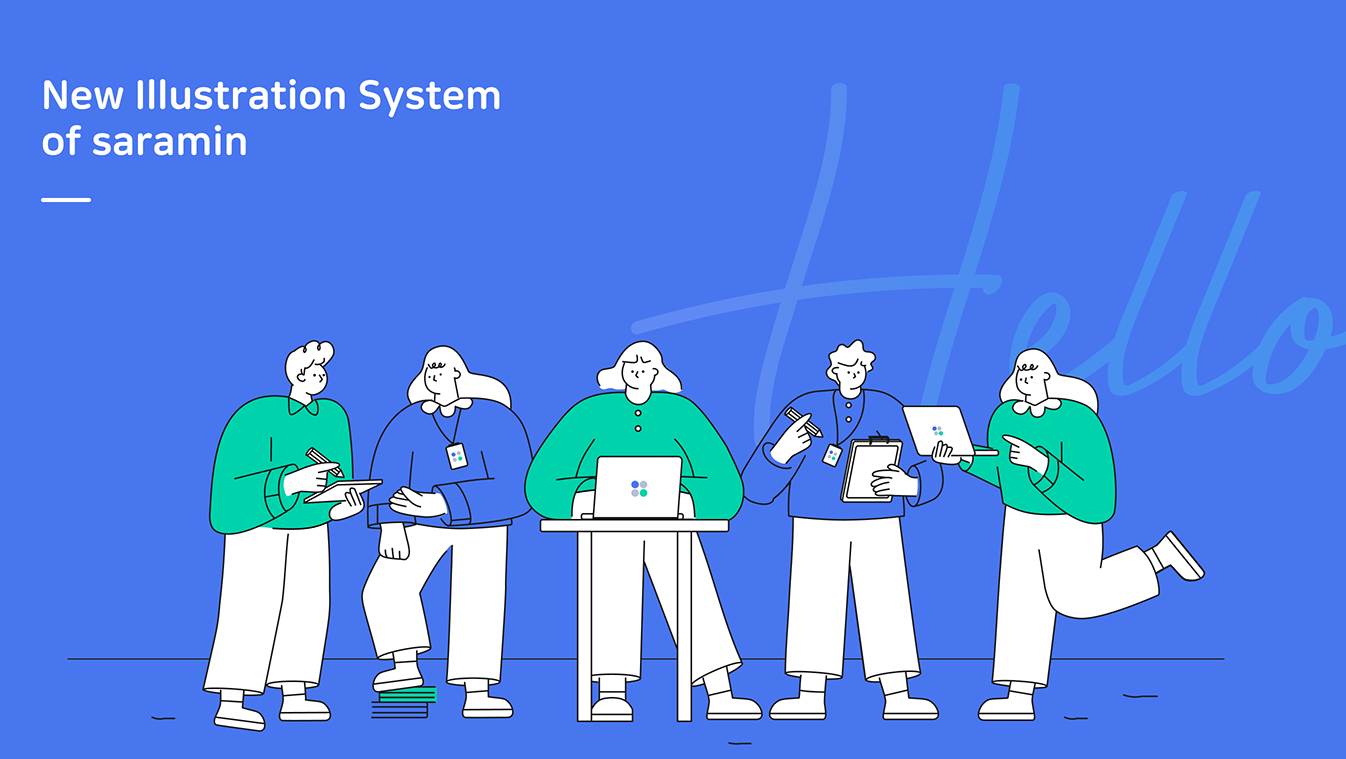 New Illustration System
of saramin
Hello